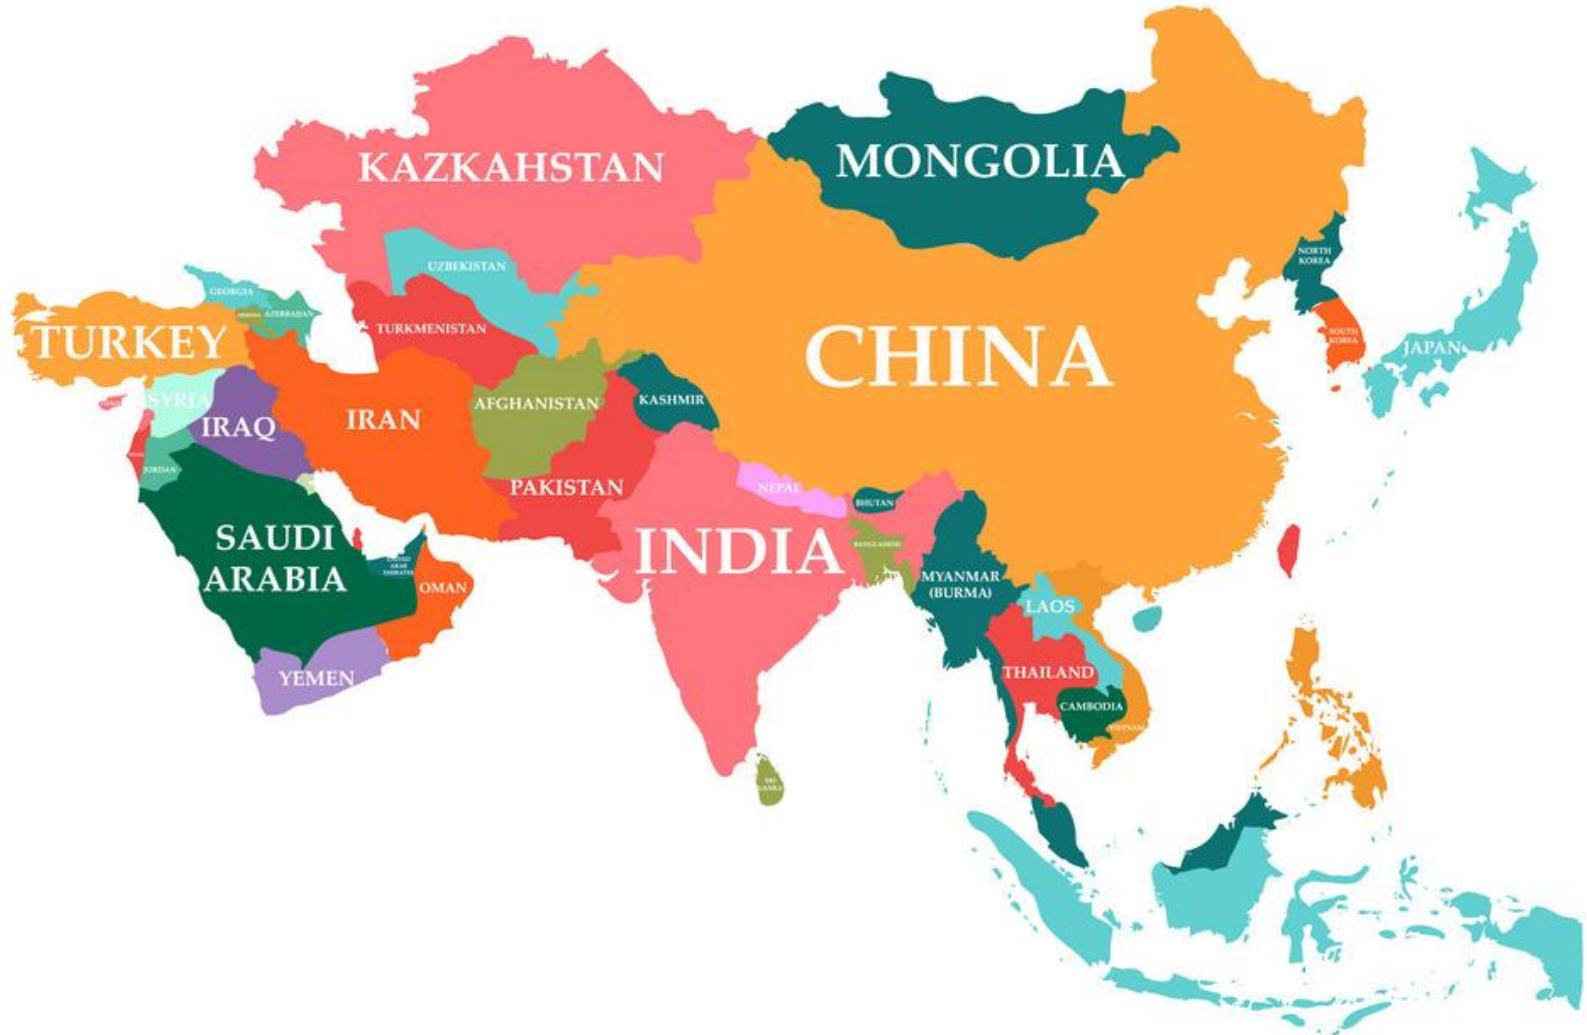 KAZKAHSTAN
MONGOLIA
NORTH
KOREA
UZBEKISTAN
GEORGIA
AZERBAIJAN
TURKMENISTAN
TURKEY
SOUTH
KOREA
JAPAN
CHINA
SYRIA
IRAQ
IRAN
AFGHANISTAN
KASHMIR
JORDAN
PAKISTAN
NEPAL
BHUTAN
SAUDI
ARABIA
INDIA
BANGLADESH
UNITED
ARAB
EMIRATES
OMAN
MYANMAR
(BURMA)
LAOS
YEMEN
THAILAND
CAMBODIA
VIETNAM
SRI
LANKA